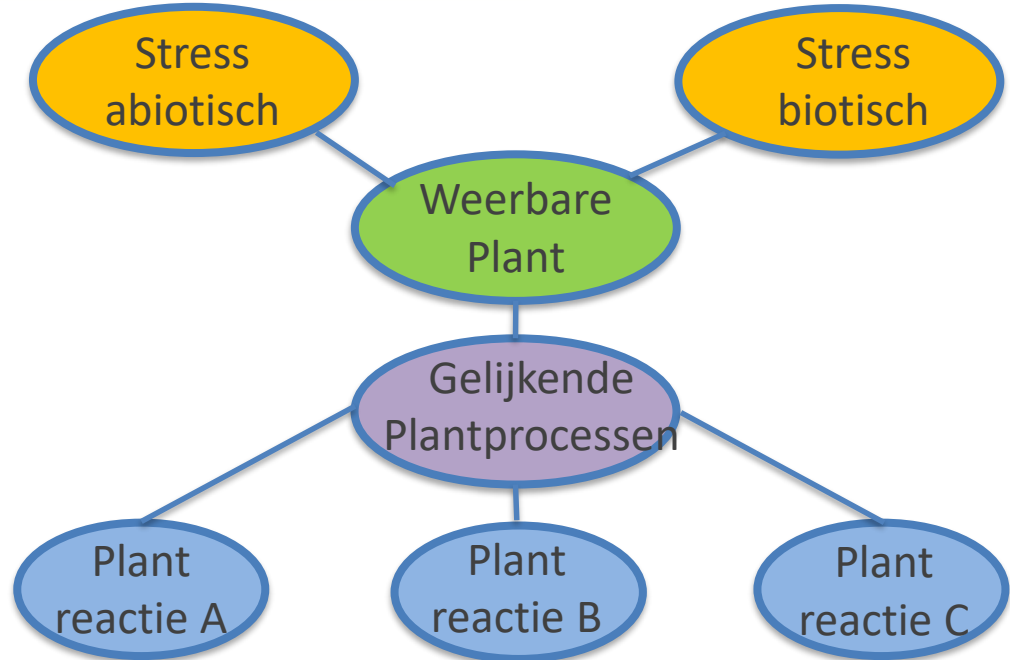 Stress
abiotisch
Stress
biotisch
Weerbare
Plant
Gelijkende
Plantprocessen
Plant
reactie A
Plant
reactie B
Plant
reactie C